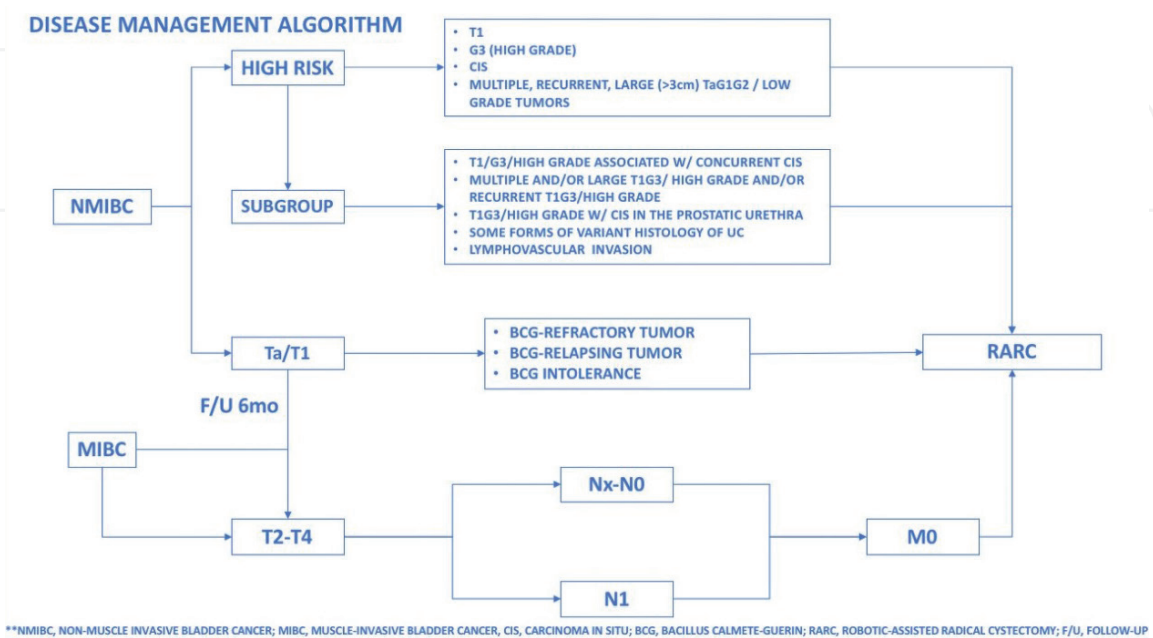 DISEASE MANAGEMENT ALGORITHM
HIGH RISK
• T1
• G3 (HIGH GRADE)
• CIS
• MULTIPLE, RECURRENT, LARGE (>3cm) TaG1G2 / LOW
GRADE TUMORS
NMIBC
SUBGROUP
• T1/G3/HIGH GRADE ASSOCIATED W/ CONCURRENT CIS
• MULTIPLE AND/OR LARGE T1G3/ HIGH GRADE AND/OR
RECURRENT T1G3/HIGH GRADE
• T1G3/HIGH GRADE W/ CIS IN THE PROSTATIC URETHRA
• SOME FORMS OF VARIANT HISTOLOGY OF UC
• LYMPHOVASCULAR INVASION
Ta/T1
• BCG-REFRACTORY TUMOR
• BCG-RELAPSING TUMOR
• BCG INTOLERANCE
RARC
F/U 6mo
MIBC
Nx-N0
T2-T4
M0
N1
**NMIBC, NON-MUSCLE INVASIVE BLADDER CANCER; MIBC, MUSCLE-INVASIVE BLADDER CANCER, CIS, CARCINOMA IN SITU; BCG, BACILLUS CALMETE-GUERIN; RARC, ROBOTIC-ASSISTED RADICAL CYSTECTOMY; F/U, FOLLOW-UP